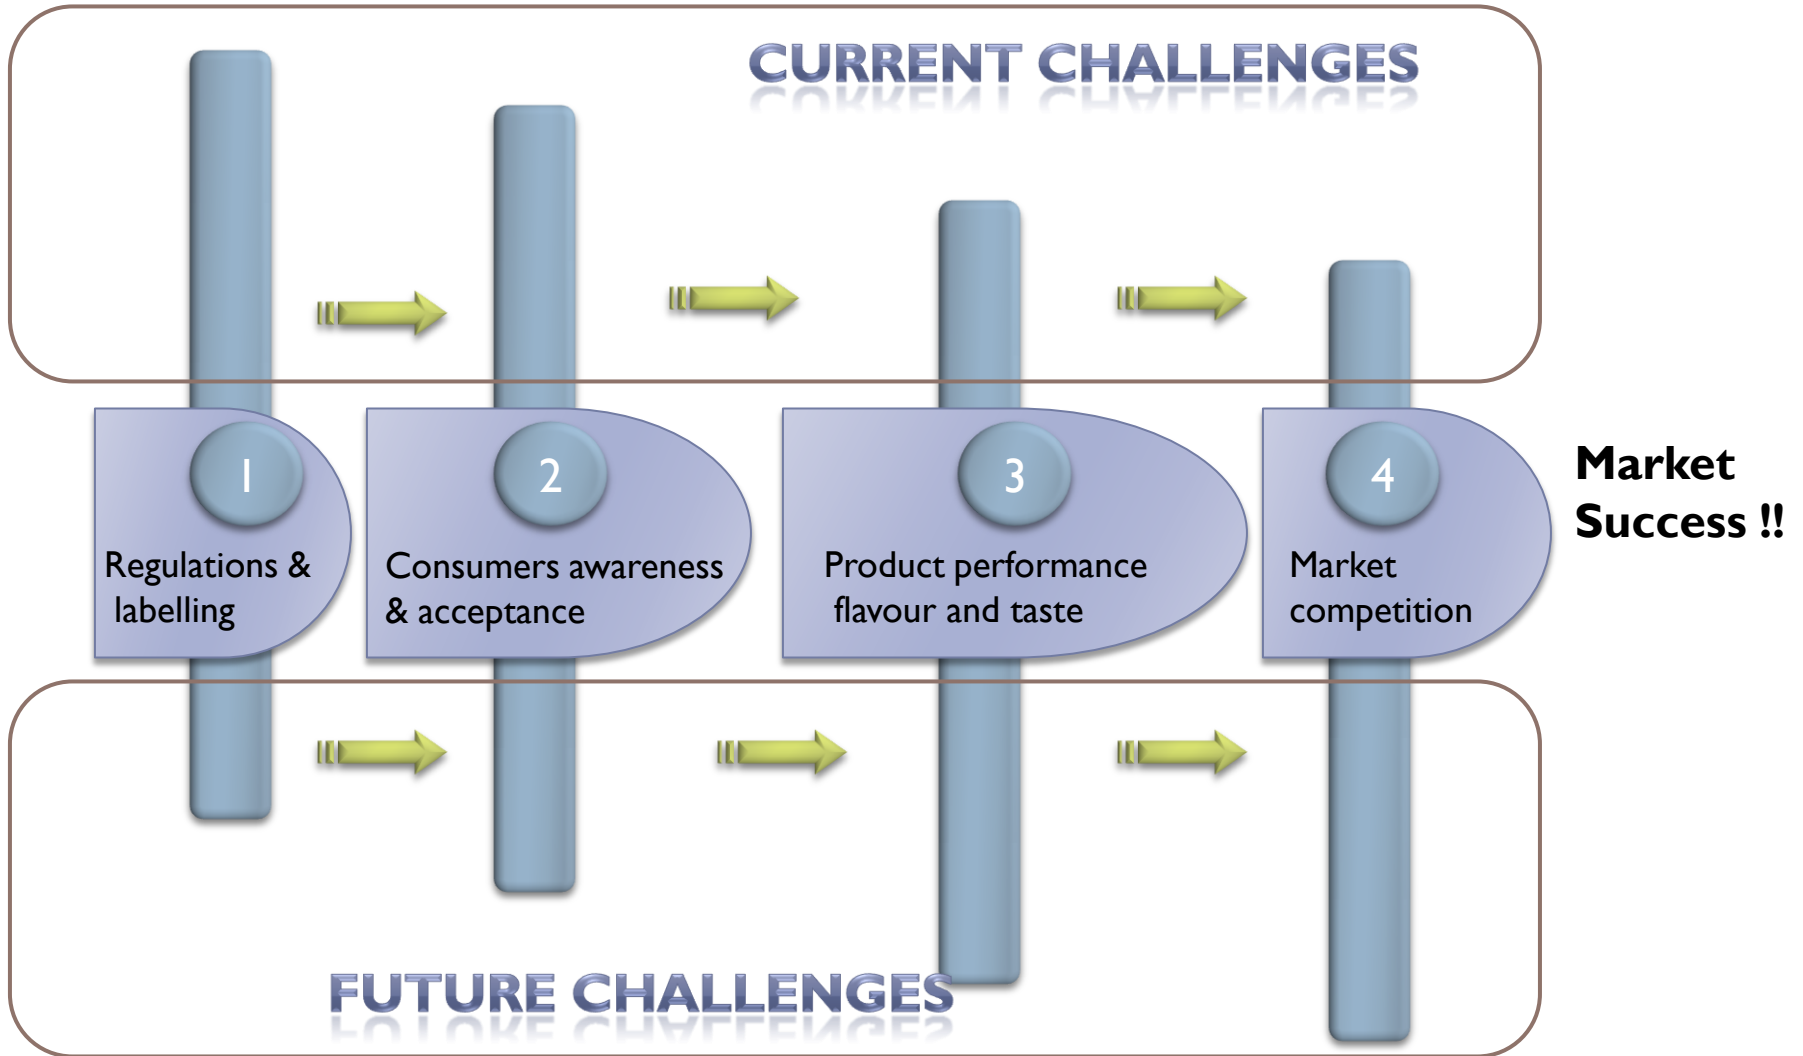 CURRENT CHALLENGES
1
Regulations &
labelling
2
Consumers awareness
& acceptance
3
Product performance
flavour and taste
4
Market
competition
Market
Success !!
FUTURE CHALLENGES